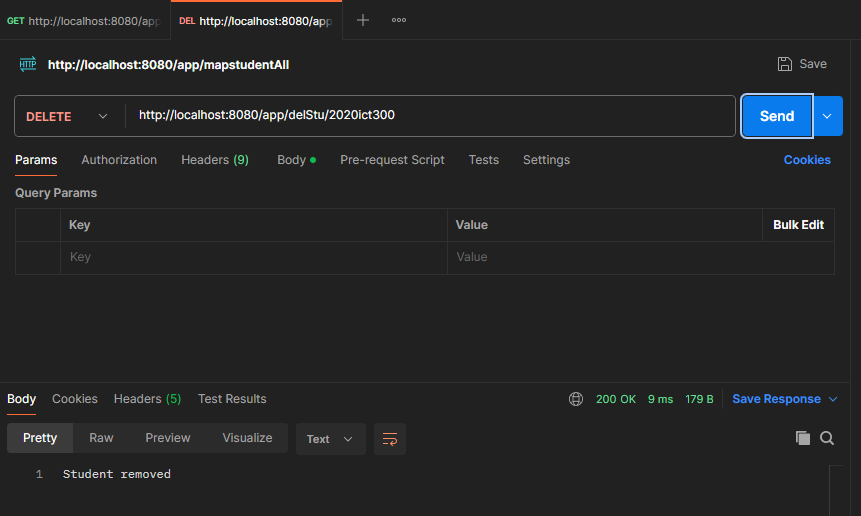 GET http://localhost:8080/app DEL http://localhost:8080/app
HTTP http://localhost:8080/app/mapstudentAll Save
DELETE http://localhost:8080/app/delStu/2020ict300 Send
Params Authorization Headers (9) Body Pre-request Script Tests Settings Cookies
Query Params
Key Value Bulk Edit
Key Value
Body Cookies Headers (5) Test Results 200 OK 9 ms 179 B Save Response
Pretty Raw Preview Visualize Text
1 Student removed